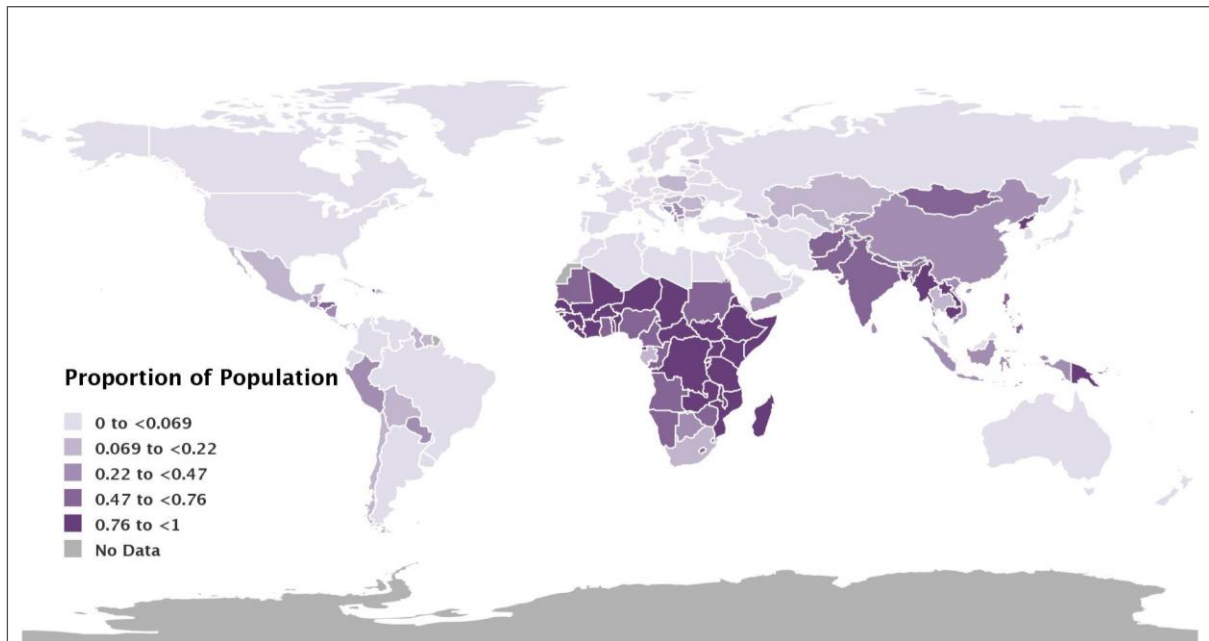 Proportion of Population
0 to <0.069
0.069 to <0.22
0.22 to <0.47
0.47 to <0.76
0.76 to <1
No Data